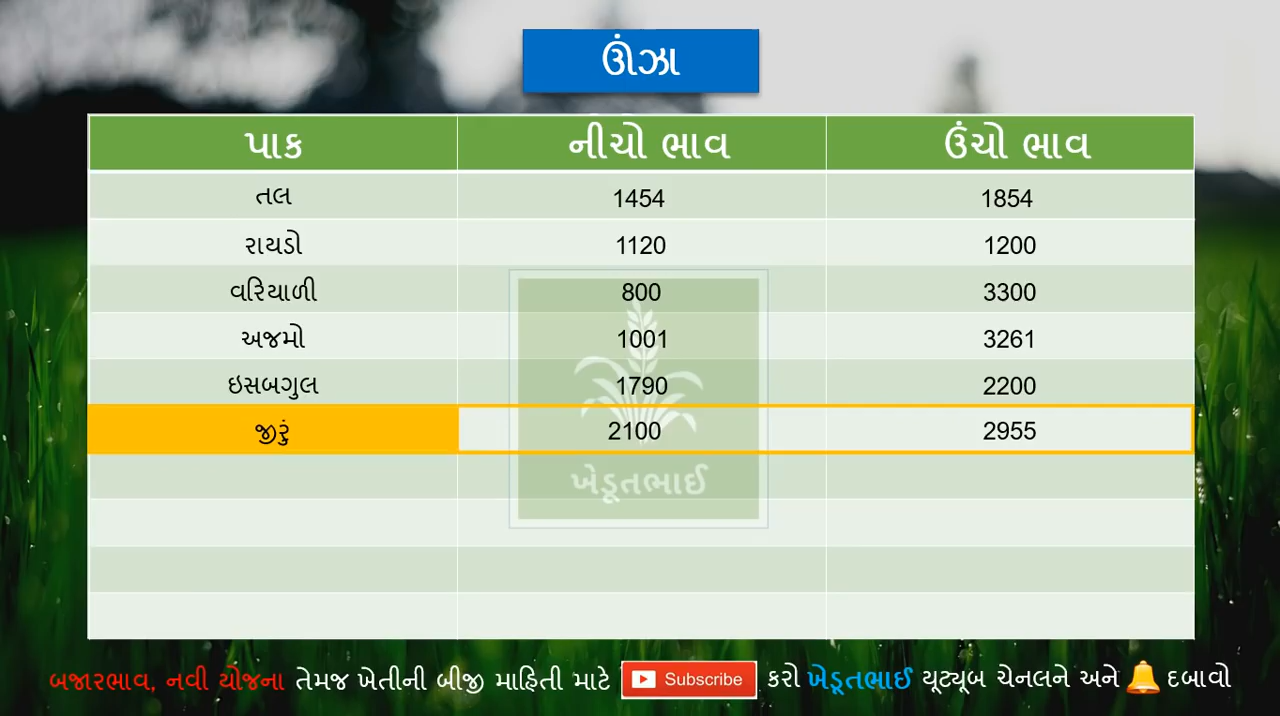 ઊંઝા
પાક નીચો ભાવ ઉંચો ભાવ
તલ 1454 1854
રાયડો 1120 1200
વરિયાળી 800 3300
અજમો 1001 3261
ઇસબગુલ 1790 2200
જીરું 2100 2955
ખેડૂતભાઈ
બજારભાવ, નવી યોજના તેમજ ખેતીની બીજી માહિતી માટે Subscribe કરો ખેડૂતભાઈ યૂટ્યૂબ ચેનલને અને દબાવો